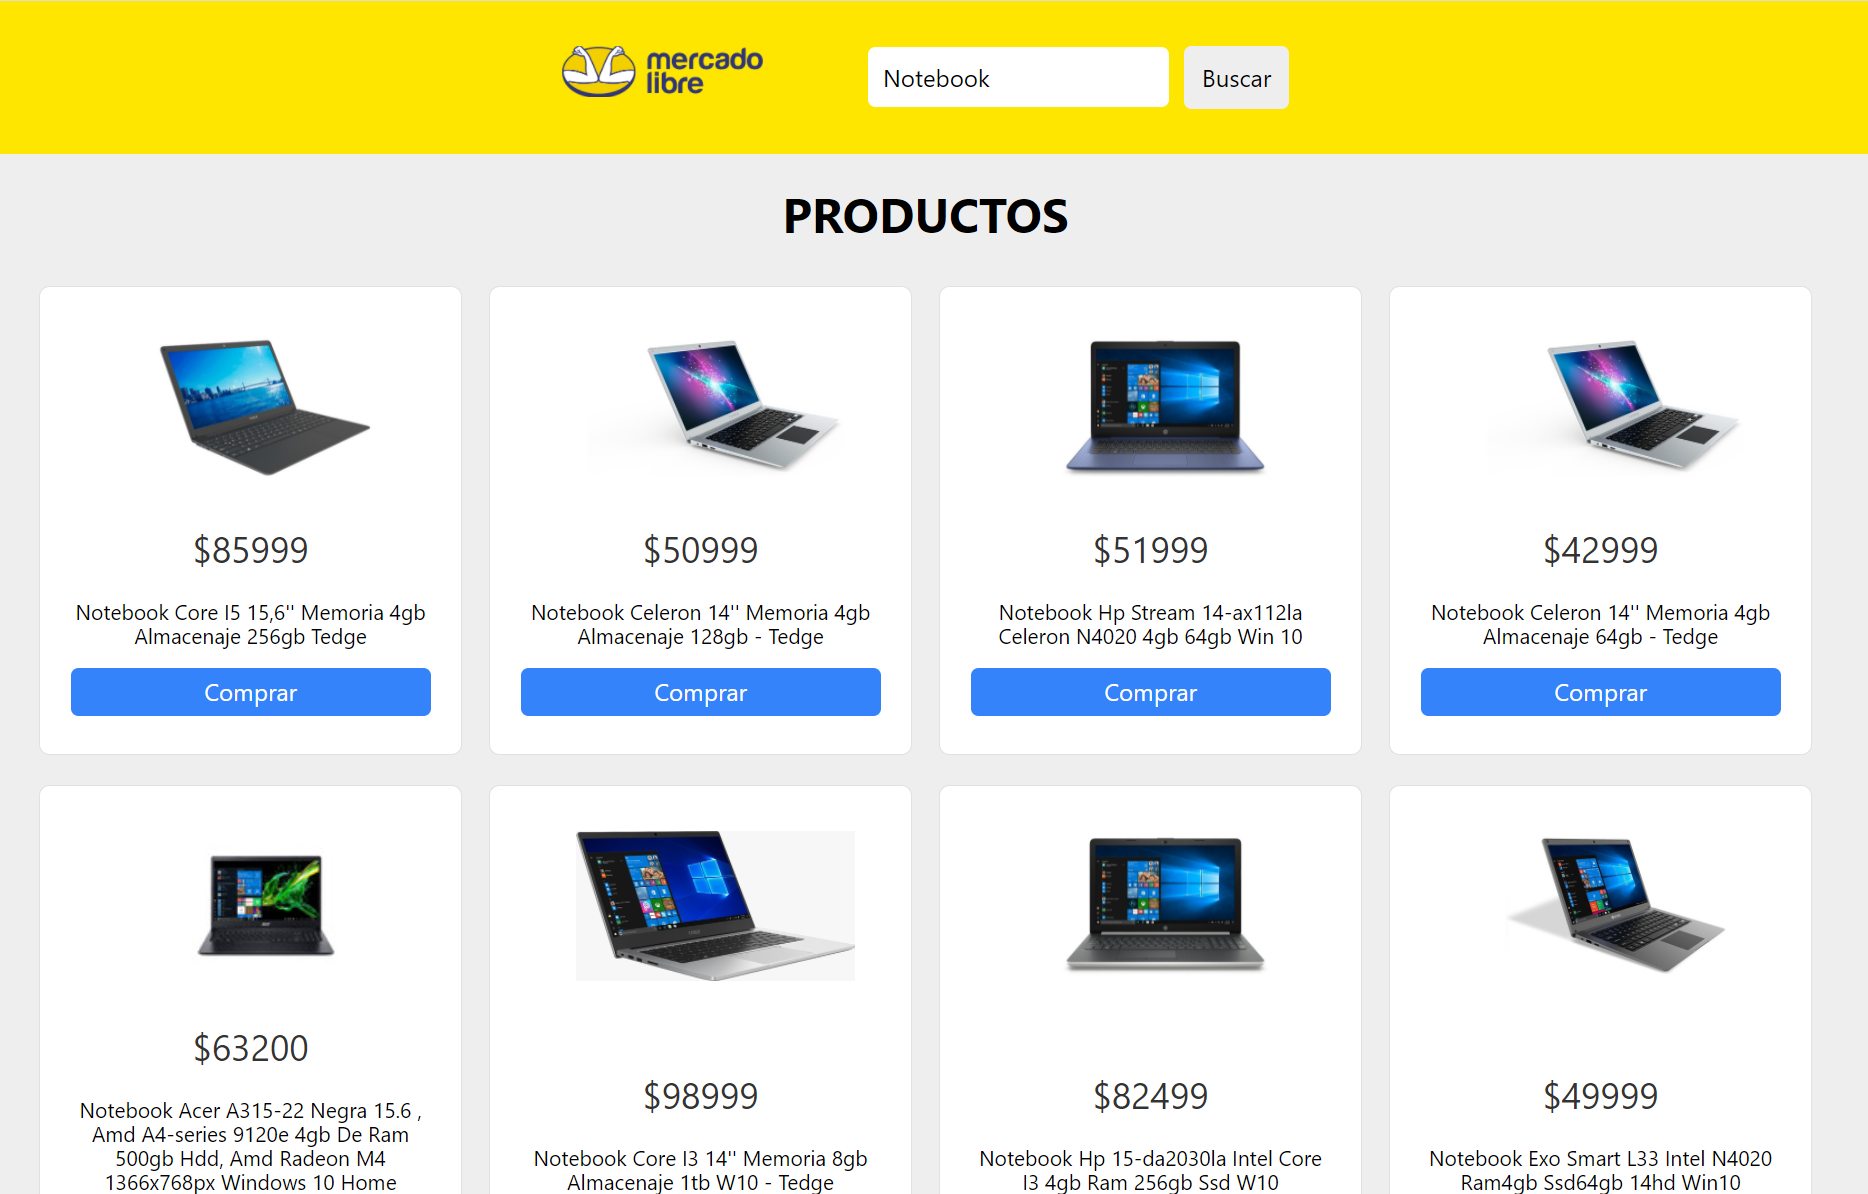 mercado
libre
Notebook
Buscar
PRODUCTOS
$85999
Notebook Core I5 15,6'' Memoria 4gb
Almacenaje 256gb Tedge
Comprar
$50999
Notebook Celeron 14'' Memoria 4gb
Almacenaje 128gb - Tedge
Comprar
$51999
Notebook Hp Stream 14-ax112la
Celeron N4020 4gb 64gb Win 10
Comprar
$42999
Notebook Celeron 14'' Memoria 4gb
Almacenaje 64gb - Tedge
Comprar
$63200
Notebook Acer A315-22 Negra 15.6 ,
Amd A4-series 9120e 4gb De Ram
500gb Hdd, Amd Radeon M4
1366x768px Windows 10 Home
$98999
Notebook Core I3 14'' Memoria 8gb
Almacenaje 1tb W10 - Tedge
$82499
Notebook Hp 15-da2030la Intel Core
I3 4gb Ram 256gb Ssd W10
$49999
Notebook Exo Smart L33 Intel N4020
Ram4gb Ssd64gb 14hd Win10